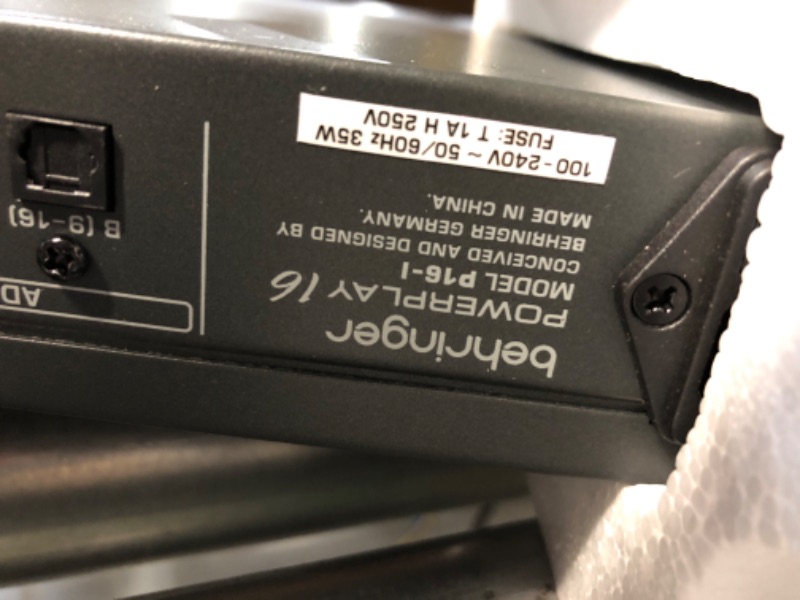 behringer
POWERPLAY 16
MODEL P16-I
CONCEIVED AND DESIGNED BY
BEHRINGER GERMANY.
MADE IN CHINA.
100-240V ~ 50/60Hz 35W
FUSE: T 1A H 250V
AD
B (9-16)